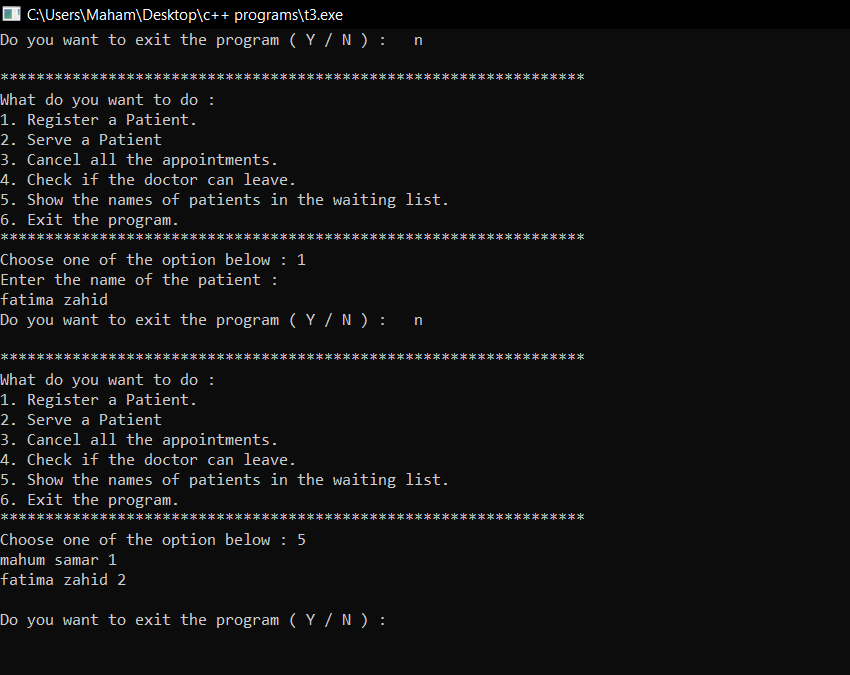 C:\Users\Maham\Desktop\c++ programs\t3.exe
Do you want to exit the program ( Y / N ) :   n
*****************************************************************
What do you want to do :
1. Register a Patient.
2. Serve a Patient
3. Cancel all the appointments.
4. Check if the doctor can leave.
5. Show the names of patients in the waiting list.
6. Exit the program.
*****************************************************************
Choose one of the option below : 1
Enter the name of the patient :
fatima zahid
Do you want to exit the program ( Y / N ) :   n
*****************************************************************
What do you want to do :
1. Register a Patient.
2. Serve a Patient
3. Cancel all the appointments.
4. Check if the doctor can leave.
5. Show the names of patients in the waiting list.
6. Exit the program.
*****************************************************************
Choose one of the option below : 5
mahum samar 1
fatima zahid 2
Do you want to exit the program ( Y / N ) :